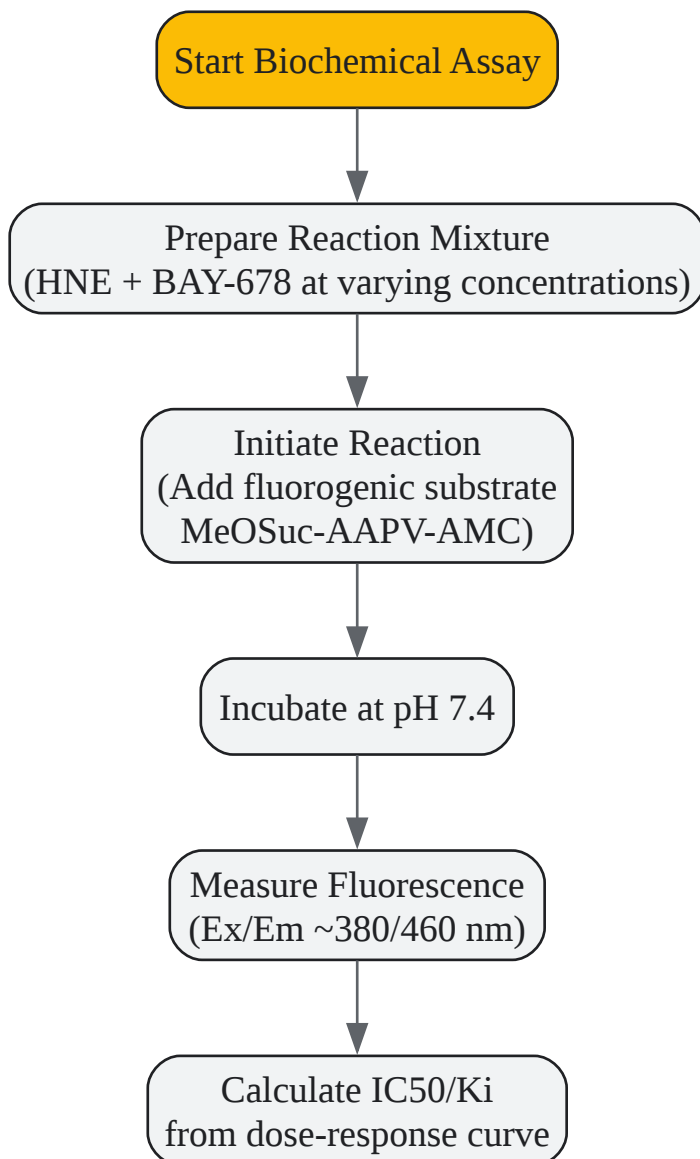 Start Biochemical Assay
Prepare Reaction Mixture
(HNE + BAY-678 at varying concentrations)
Initiate Reaction
(Add fluorogenic substrate
MeOSuc-AAPV-AMC)
Incubate at pH 7.4
Measure Fluorescence
(Ex/Em ~380/460 nm)
Calculate IC50/Ki
from dose-response curve